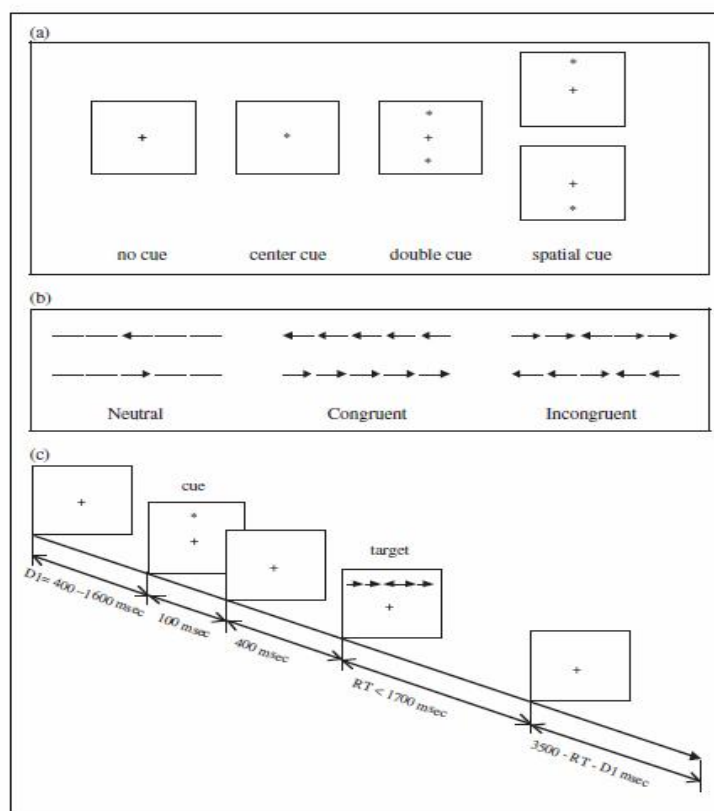 (a)
no cue center cue double cue spatial cue
(b)
Neutral Congruent Incongruent
(c)
cue
target
D1= 400 –1600 msec
100 msec
400 msec
RT < 1700 msec
3500 - RT - D1 msec